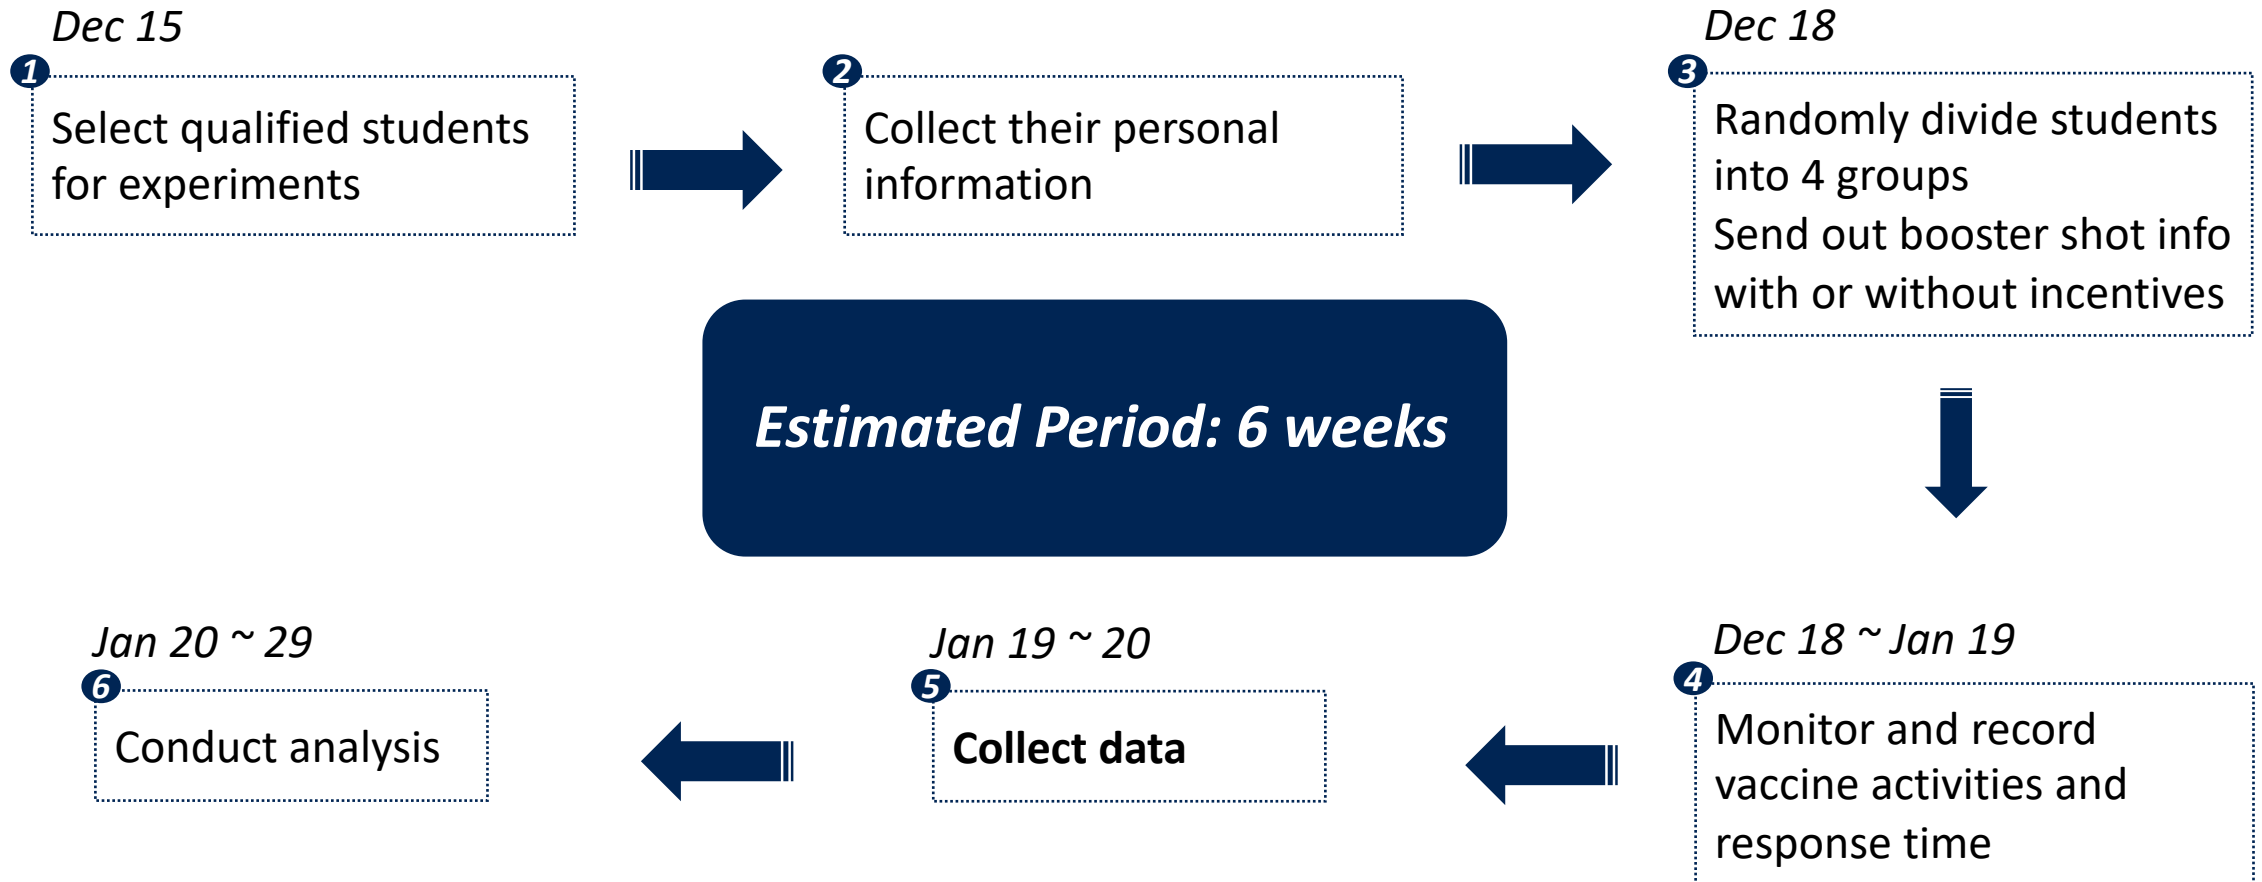 Dec 15
1
Select qualified students
for experiments
2
Collect their personal
information
Dec 18
3
Randomly divide students
into 4 groups
Send out booster shot info
with or without incentives
Estimated Period: 6 weeks
Dec 18 ~ Jan 19
4
Monitor and record
vaccine activities and
response time
Jan 19 ~ 20
5
Collect data
Jan 20 ~ 29
6
Conduct analysis